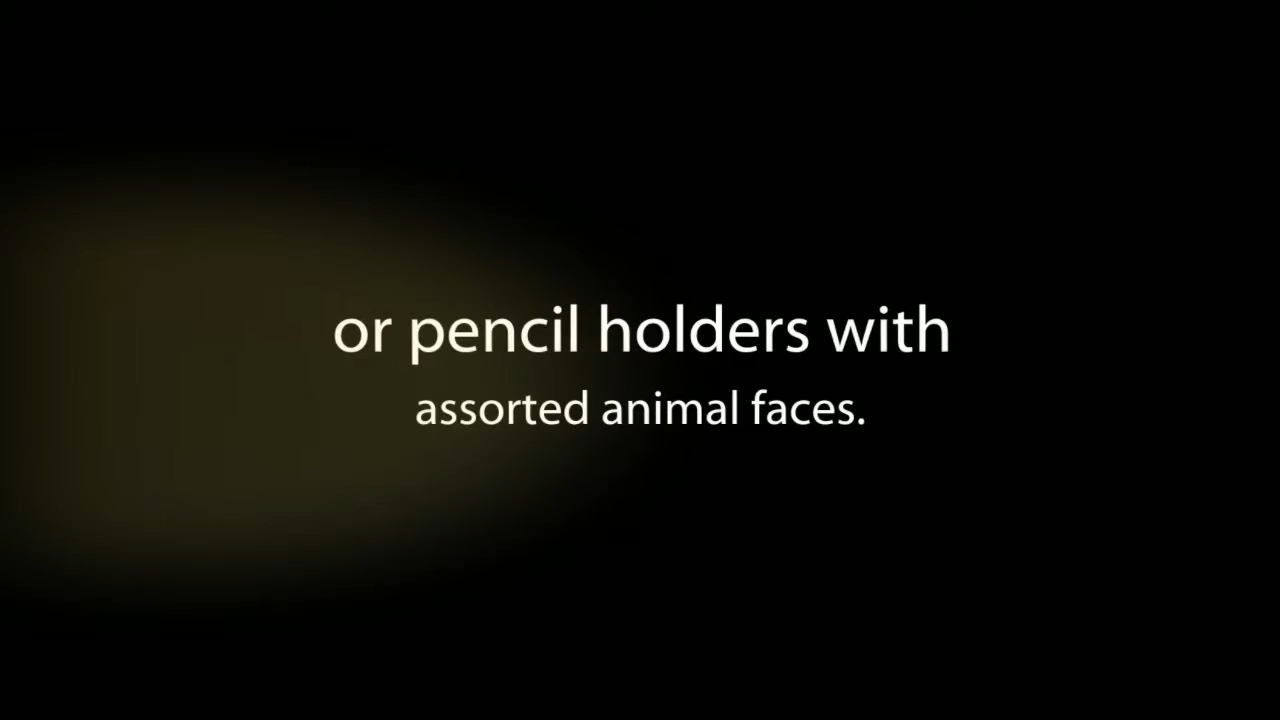 or pencil holders with
assorted animal faces.